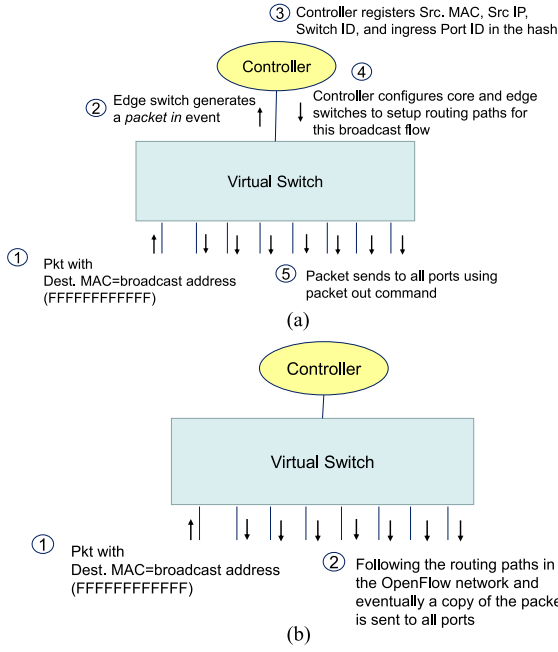 ③ Controller registers Src. MAC, Src IP,
Switch ID, and ingress Port ID in the hash
Controller
④
② Edge switch generates
a packet in event
Controller configures core and edge
switches to setup routing paths for
this broadcast flow
Virtual Switch
① Pkt with
Dest. MAC=broadcast address
(FFFFFFFFFFFF)
⑤ Packet sends to all ports using
packet out command
(a)
Controller
Virtual Switch
① Pkt with
Dest. MAC=broadcast address
(FFFFFFFFFFFF)
② Following the routing paths in
the OpenFlow network and
eventually a copy of the packe
is sent to all ports
(b)